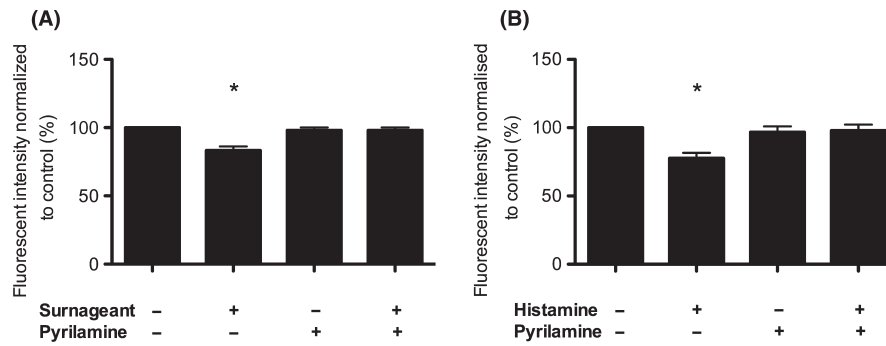 (A)
Fluorescent intensity normalized
to control (%)
150
100
50
0
*
Surnageant – + – +
Pyrilamine – – + +
(B)
Fluorescent intensity normalised
to control (%)
150
100
50
0
*
Histamine – + – +
Pyrilamine – – + +